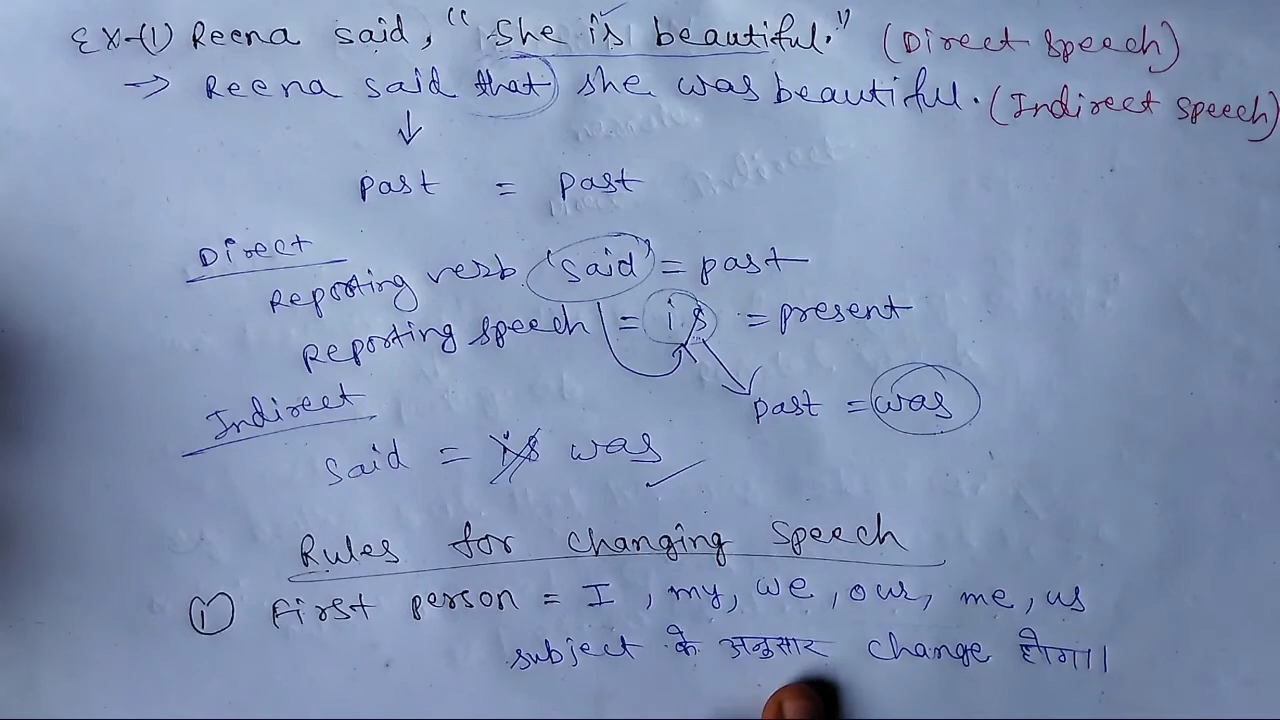 Ex-(1) Reena said, "She is beautiful." (Direct speech)
→ Reena said that she was beautiful. (Indirect speech)
↓
past = past
Direct
Reporting verb 'said' = past
Reporting speech = is = present
past = was
Indirect
said = is was ✓
Rules for changing speech
① First person = I, my, we, our, me, us
subject के अनुसार change होगा।